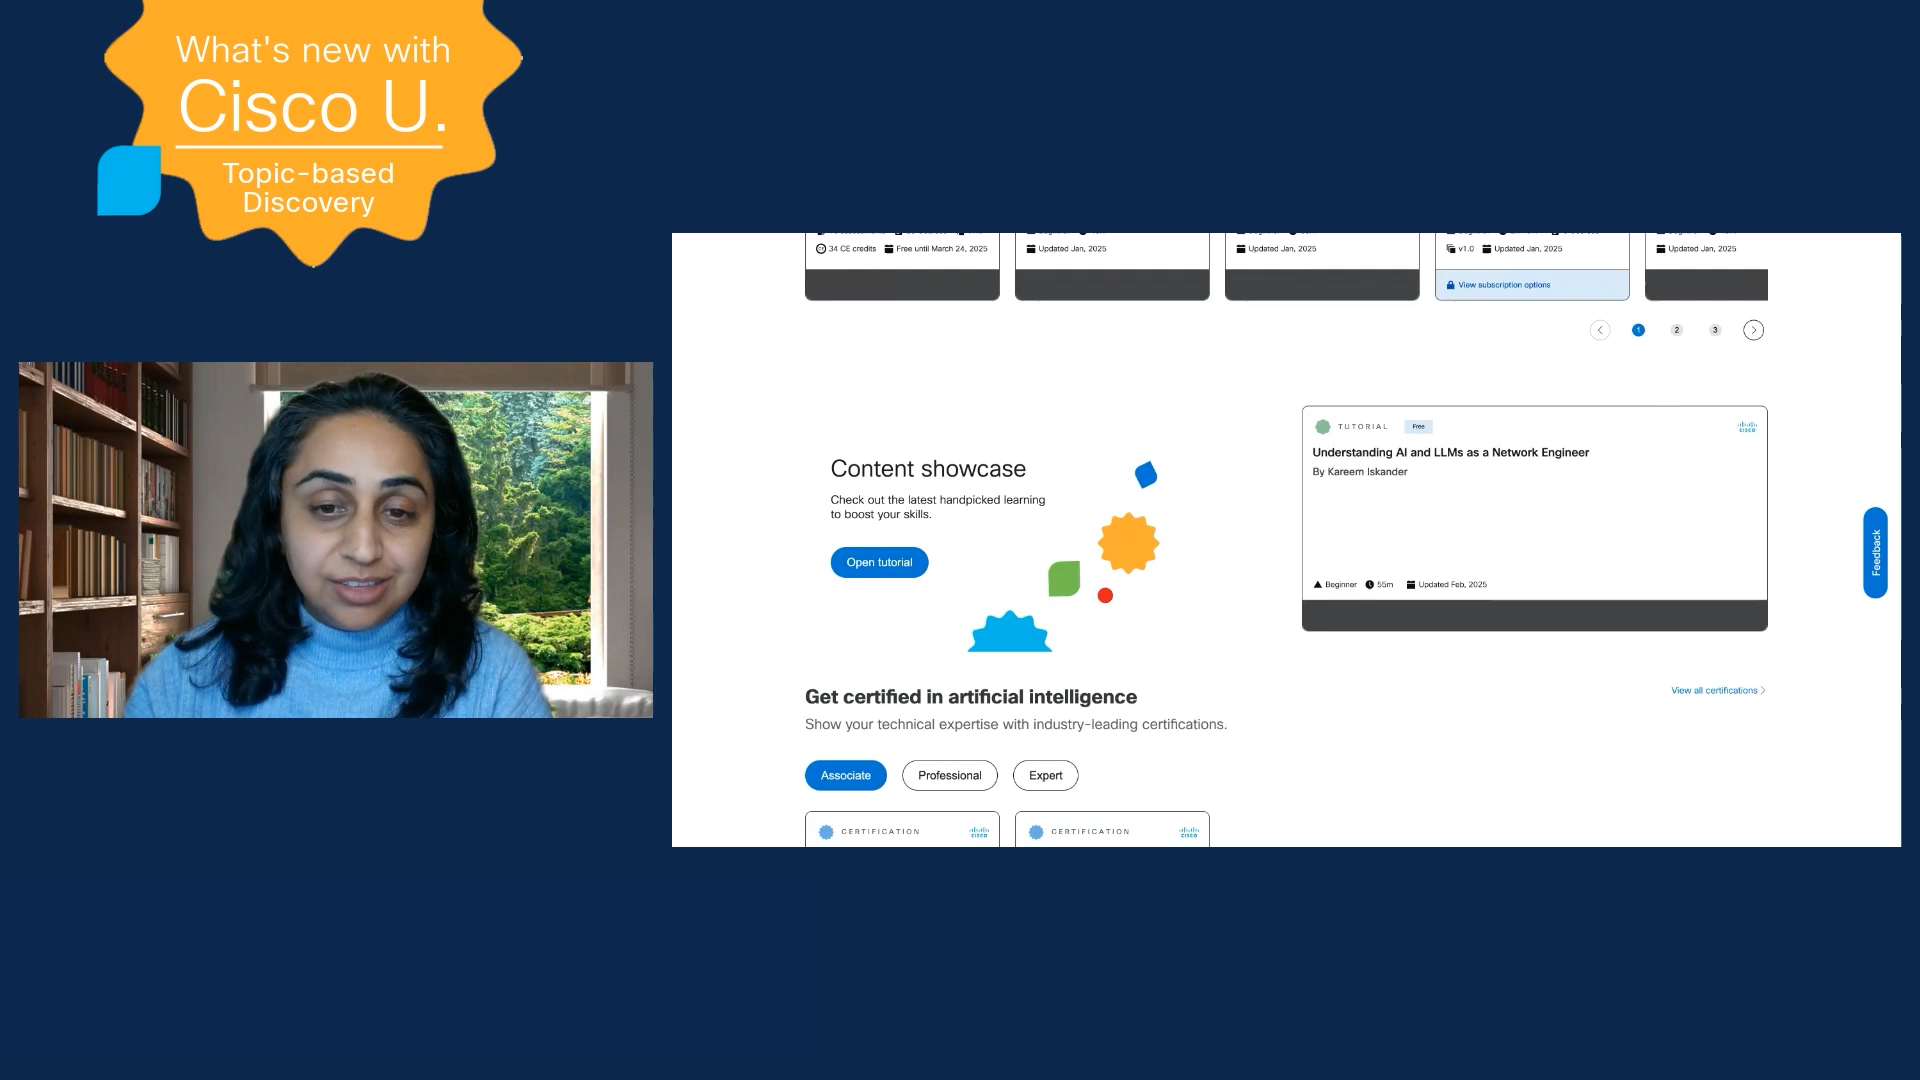 What's new with
Cisco U.
Topic-based
Discovery
34 CE credits Free until March 24, 2025
Updated Jan, 2025
Updated Jan, 2025
v1.0 Updated Jan, 2025
Updated Jan, 2025
View subscription options
1 2 3
TUTORIAL Free
CISCO
Understanding AI and LLMs as a Network Engineer
By Kareem Iskander
Beginner 55m Updated Feb, 2025
Content showcase
Check out the latest handpicked learning
to boost your skills.
Open tutorial
Feedback
Get certified in artificial intelligence
View all certifications
Show your technical expertise with industry-leading certifications.
Associate Professional Expert
CERTIFICATION CISCO
CERTIFICATION CISCO